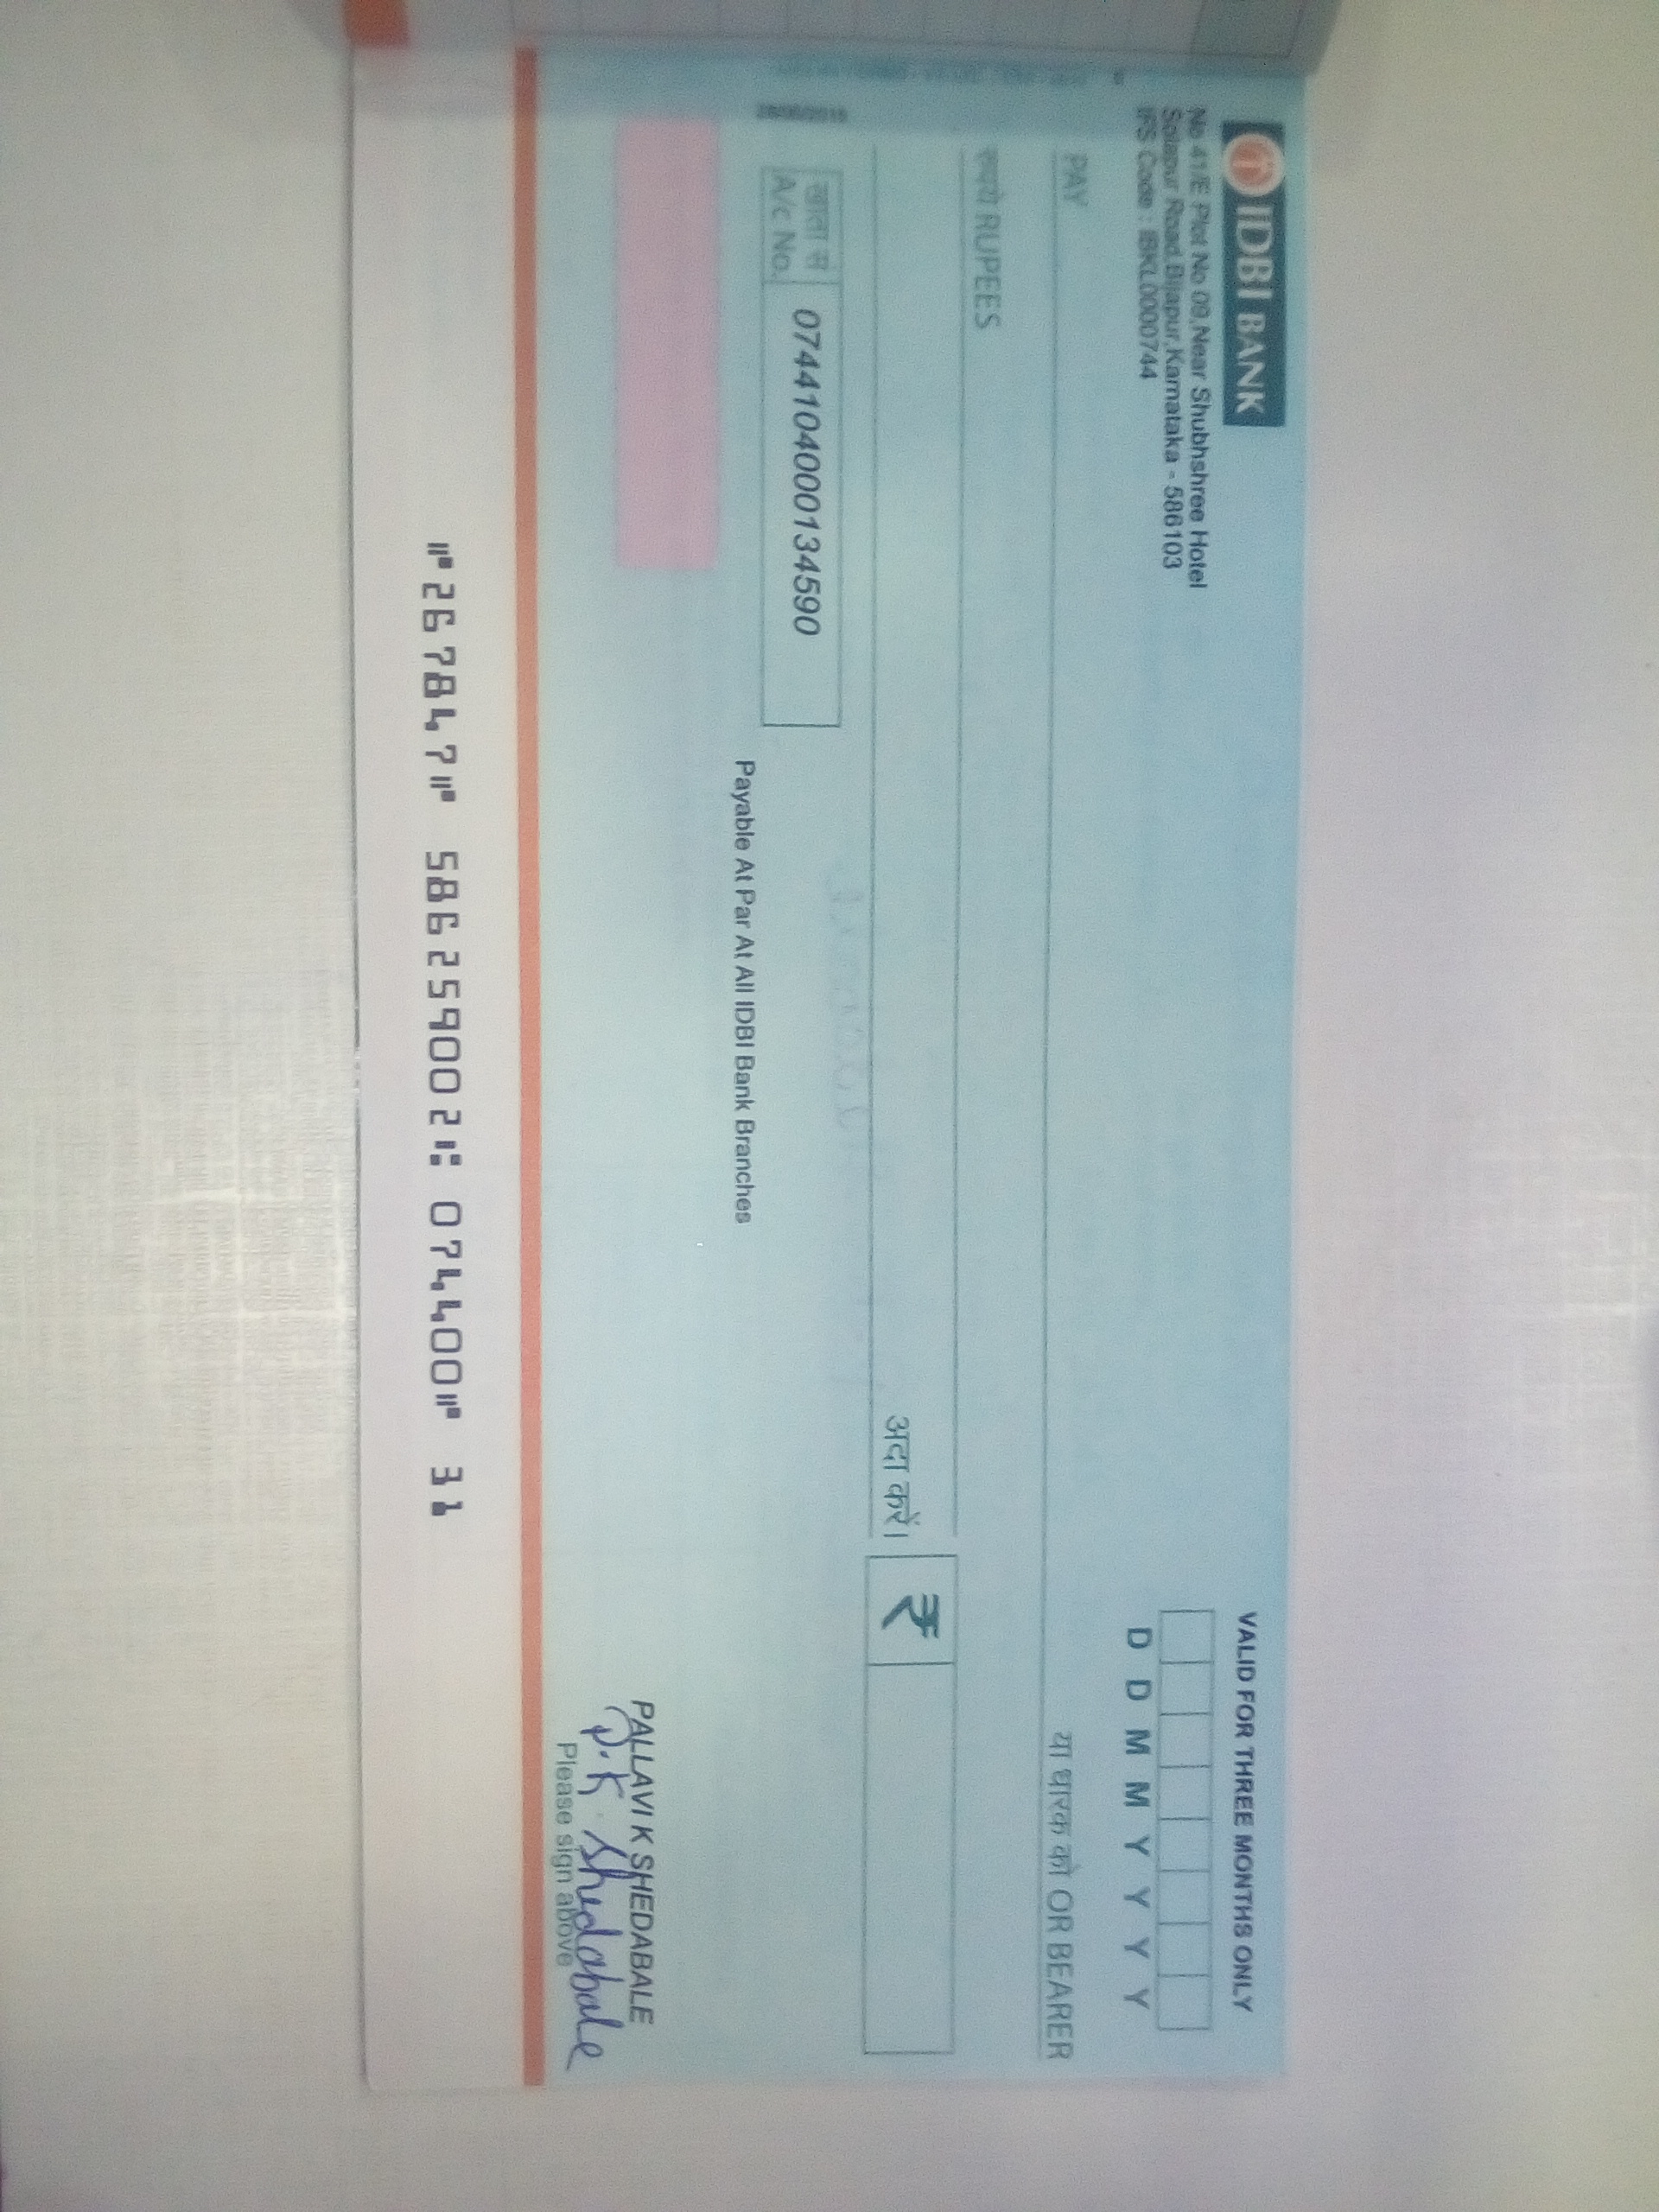 IDBI BANK
No 41/E Plot No 09,Near Shubhshree Hotel
Solapur Road,Bijapur,Karnataka - 586103
IFS Code : IBKL0000744
VALID FOR THREE MONTHS ONLY
D D M M Y Y Y Y
PAY
या धारक को OR BEARER
रुपये RUPEES
अदा करें।
₹
खाता सं
A/c No.
0744104000134590
Payable At Par At All IDBI Bank Branches
PALLAVI K SHEDABALE
P.K Shedabale
Please sign above
⑈267847⑈ 586259002⑆ 074400⑈ 31